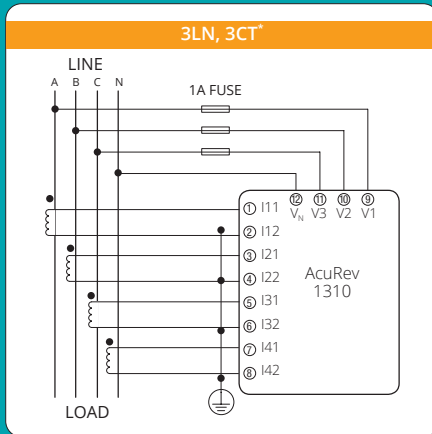 3LN, 3CT*
LINE
A B C N
1A FUSE
⑫ ⑪ ⑩ ⑨
VN V3 V2 V1
① I11
② I12
③ I21
④ I22
⑤ I31
⑥ I32
⑦ I41
⑧ I42
AcuRev
1310
LOAD